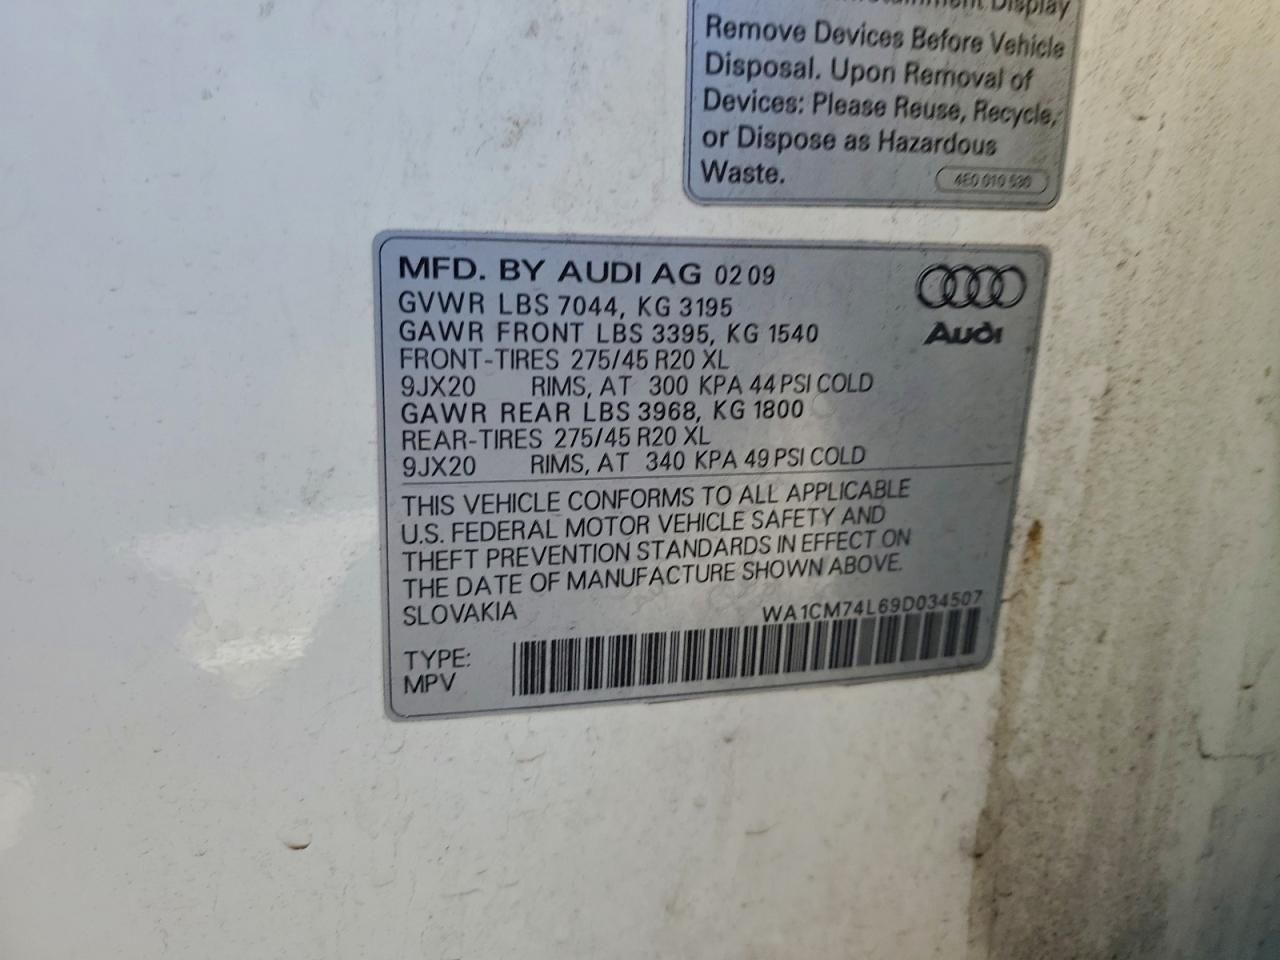 Display
Remove Devices Before Vehicle
Disposal. Upon Removal of
Devices: Please Reuse, Recycle,
or Dispose as Hazardous
Waste.
4E0 010 530
MFD. BY AUDI AG 02 09
GVWR LBS 7044, KG 3195
GAWR FRONT LBS 3395, KG 1540
FRONT-TIRES 275/45 R20 XL
9JX20 RIMS, AT 300 KPA 44 PSI COLD
GAWR REAR LBS 3968, KG 1800
REAR-TIRES 275/45 R20 XL
9JX20 RIMS, AT 340 KPA 49 PSI COLD
Audi
THIS VEHICLE CONFORMS TO ALL APPLICABLE
U.S. FEDERAL MOTOR VEHICLE SAFETY AND
THEFT PREVENTION STANDARDS IN EFFECT ON
THE DATE OF MANUFACTURE SHOWN ABOVE.
SLOVAKIA
WA1CM74L69D034507
TYPE:
MPV